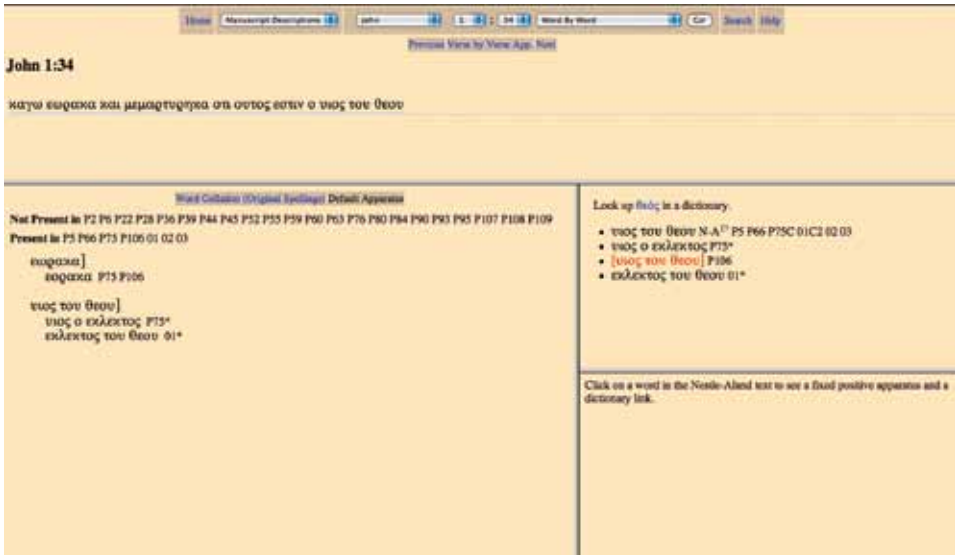 Home Manuscript Descriptions john 1 : 34 Word By Word Go! Search Help
Previous Verse by Verse App. Next
John 1:34
καγω εωρακα και μεμαρτυρηκα οτι ουτος εστιν ο υιος του θεου
Word Collation (Original Spellings) Default Apparatus
Not Present in P2 P6 P22 P28 P36 P39 P44 P45 P52 P55 P59 P60 P63 P76 P80 P84 P90 P93 P95 P107 P108 P109
Present in P5 P66 P75 P106 01 02 03
εωρακα]
εορακα P75 P106
υιος του θεου]
υιος ο εκλεκτος P75*
εκλεκτος του θεου 01*
Look up θεός in a dictionary.
• υιος του θεου N-A²⁷ P5 P66 P75C 01C2 02 03
• υιος ο εκλεκτος P75*
• [υιος του θεου] P106
• εκλεκτος του θεου 01*
Click on a word in the Nestle-Aland text to see a fixed positive apparatus and a
dictionary link.